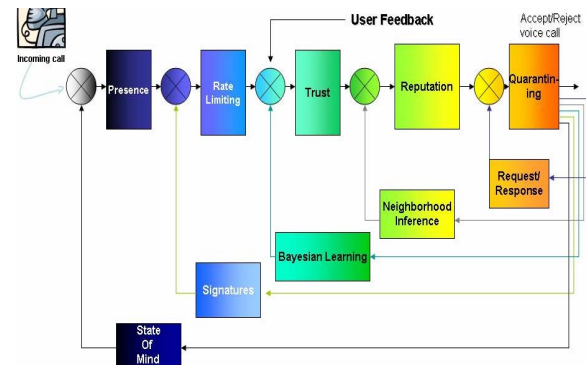 User Feedback
Accept/Reject
voice call
Incoming call
Presence
Rate
Limiting
Trust
Reputation
Quarantin-
ing
Request/
Response
Neighborhood
Inference
Bayesian Learning
Signatures
State
Of
Mind